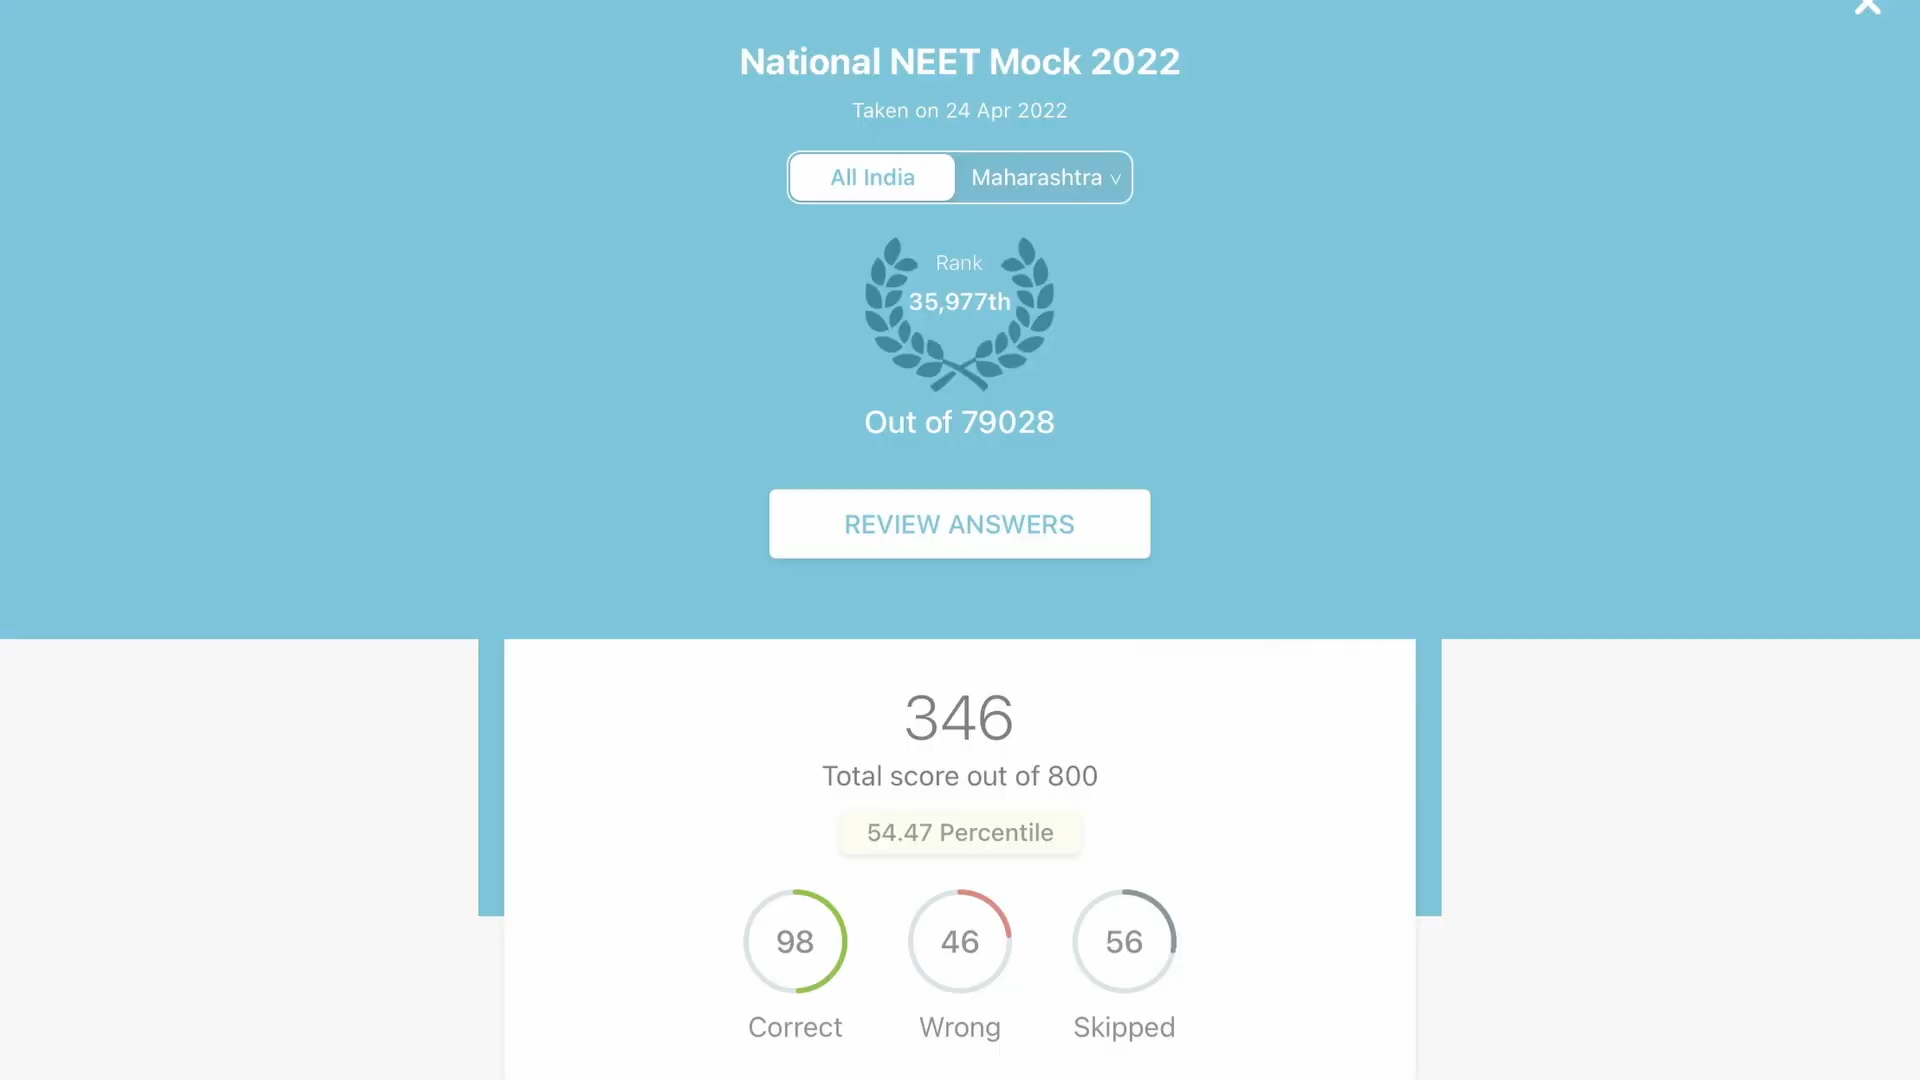 National NEET Mock 2022
Taken on 24 Apr 2022
All India
Maharashtra
Rank
35,977th
Out of 79028
REVIEW ANSWERS
346
Total score out of 800
54.47 Percentile
98
46
56
Correct
Wrong
Skipped